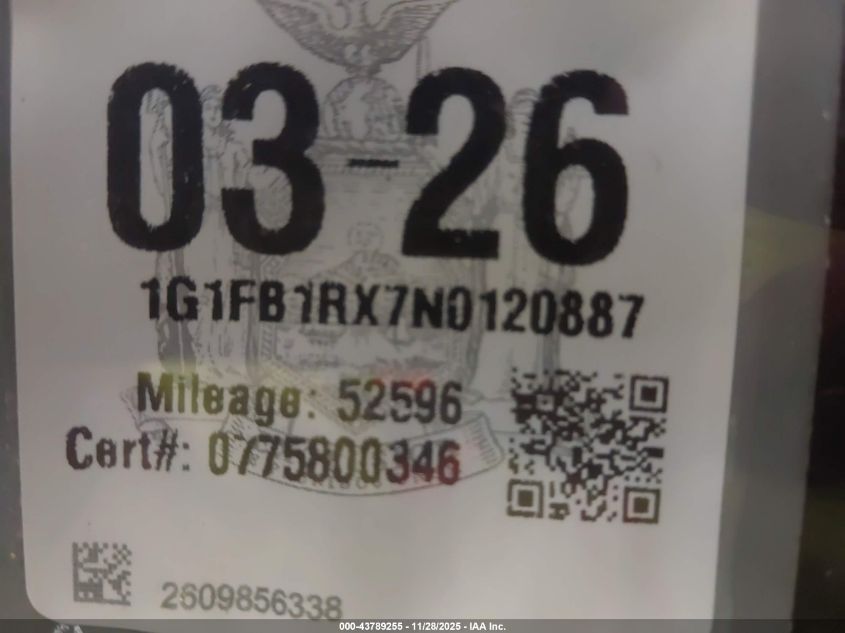 03-26
1G1FB1RX7N0120887
Mileage: 52596
Cert#: 0775800346
2609856338
000-43789255 - 11/28/2025 - IAA Inc.